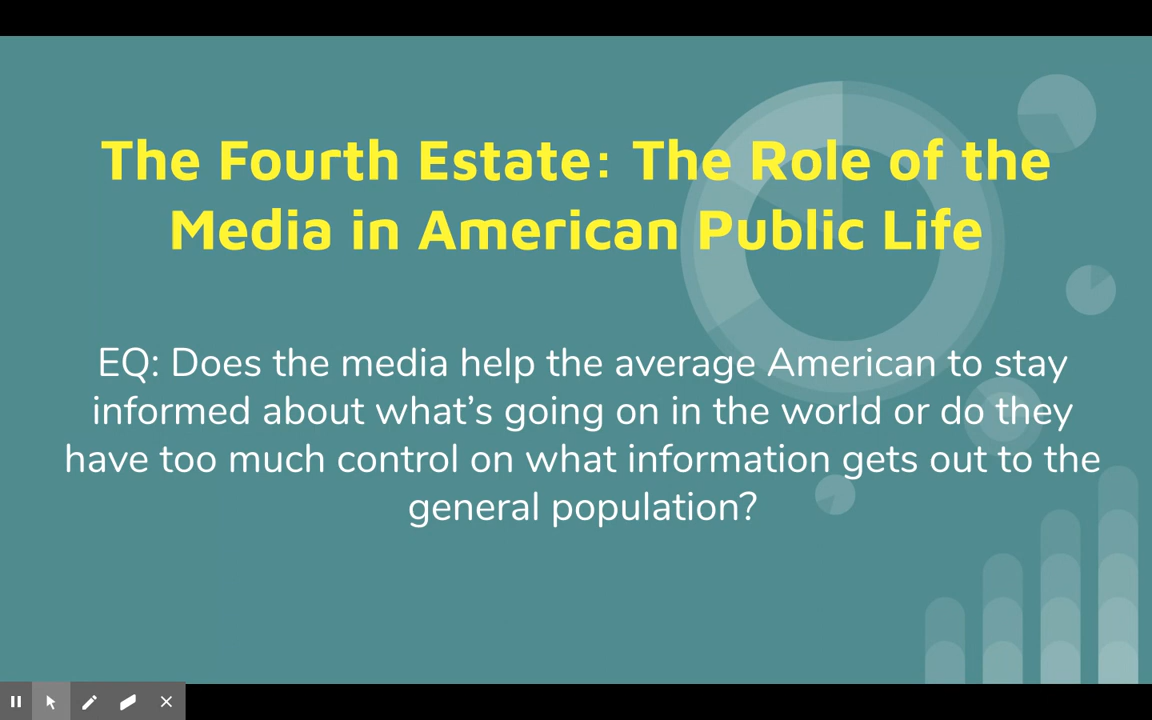 The Fourth Estate: The Role of the
Media in American Public Life
EQ: Does the media help the average American to stay
informed about what’s going on in the world or do they
have too much control on what information gets out to the
general population?